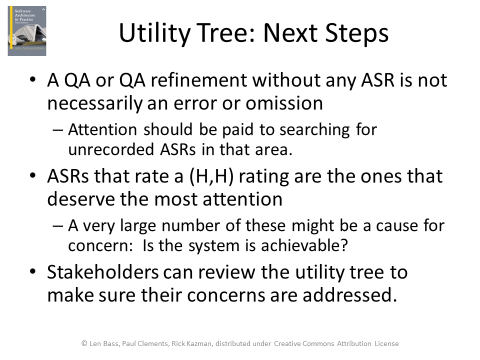 Software
Architecture
in Practice
Utility Tree: Next Steps
• A QA or QA refinement without any ASR is not
necessarily an error or omission
– Attention should be paid to searching for
unrecorded ASRs in that area.
• ASRs that rate a (H,H) rating are the ones that
deserve the most attention
– A very large number of these might be a cause for
concern: Is the system is achievable?
• Stakeholders can review the utility tree to
make sure their concerns are addressed.
© Len Bass, Paul Clements, Rick Kazman, distributed under Creative Commons Attribution License